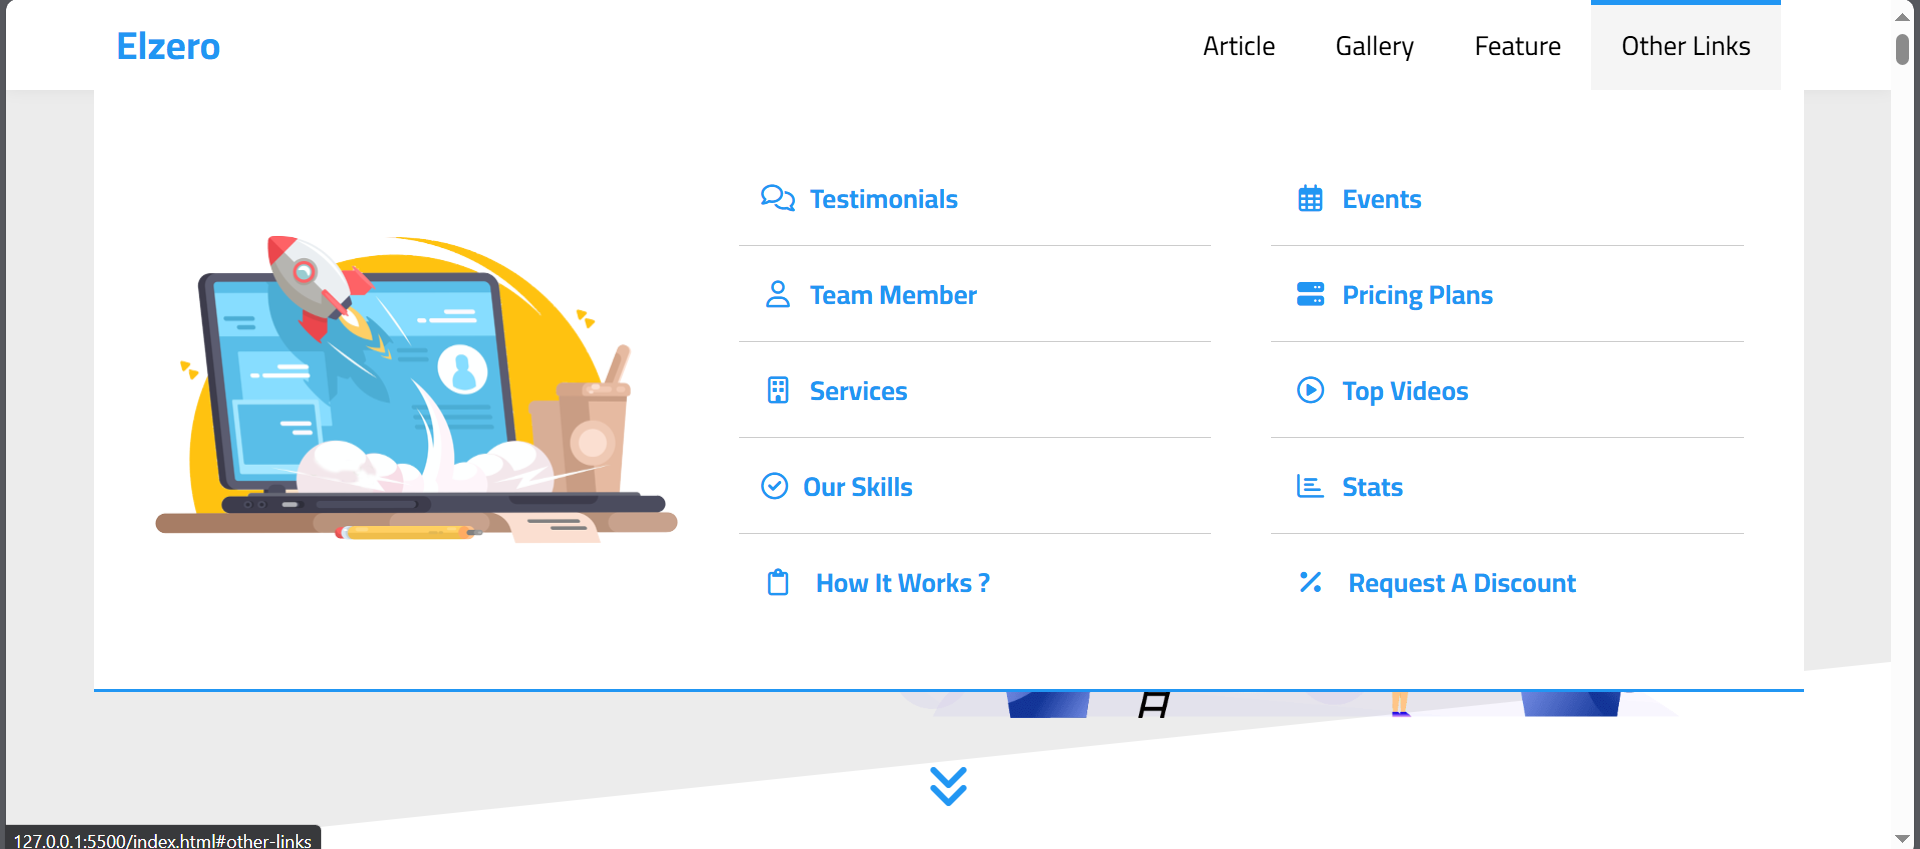 Elzero
Article
Gallery
Feature
Other Links
Testimonials
Team Member
Services
Our Skills
How It Works ?
Events
Pricing Plans
Top Videos
Stats
Request A Discount
127.0.0.1:5500/index.html#other-links